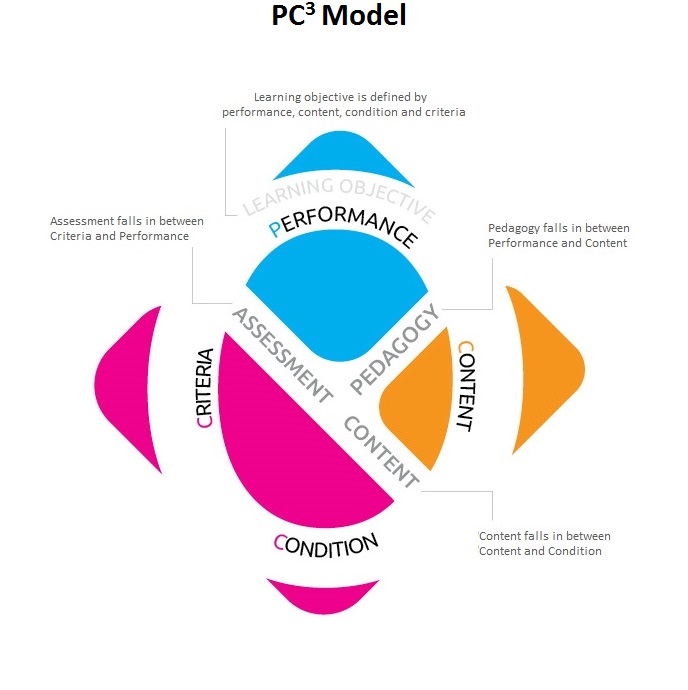 PC³ Model
Learning objective is defined by
performance, content, condition and criteria
LEARNING OBJECTIVE
PERFORMANCE
Assessment falls in between
Criteria and Performance
Pedagogy falls in between
Performance and Content
ASSESSMENT
PEDAGOGY
CRITERIA
CONTENT
CONTENT
Content falls in between
Content and Condition
CONDITION